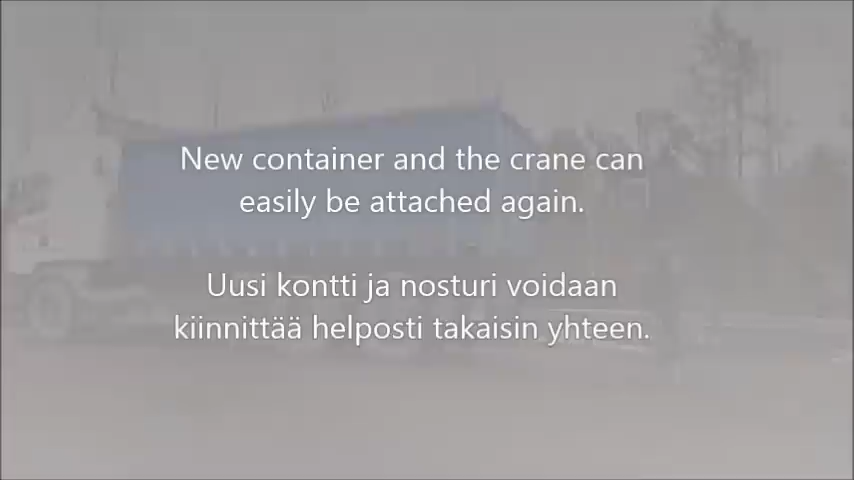 New container and the crane can
easily be attached again.
Uusi kontti ja nosturi voidaan
kiinnittää helposti takaisin yhteen.